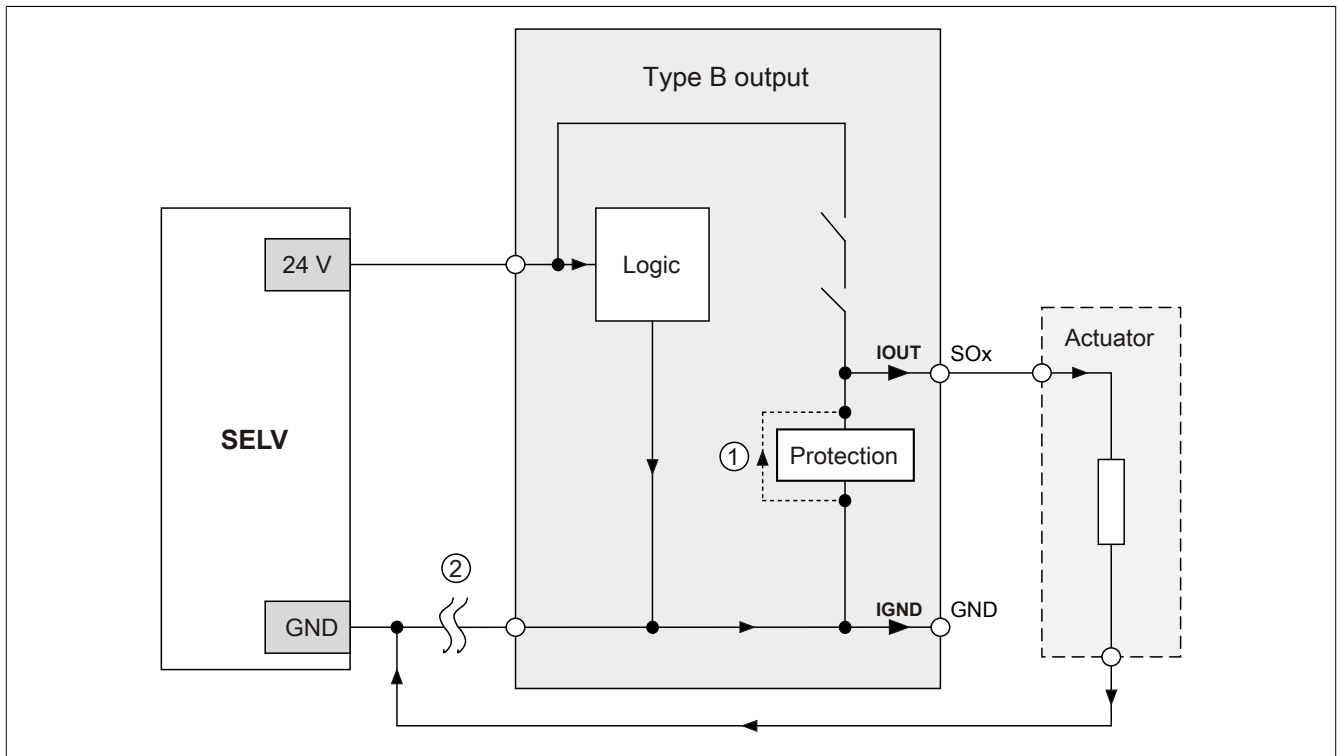 Type B output
24 V
Logic
Actuator
IOUT
SOx
SELV
①
Protection
②
GND
IGND
GND